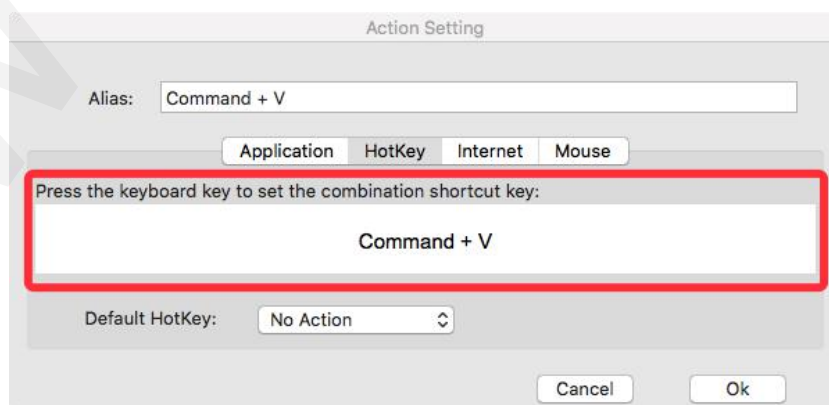 Action Setting
Alias: Command + V
Application HotKey Internet Mouse
Press the keyboard key to set the combination shortcut key:
Command + V
Default HotKey: No Action
Cancel Ok